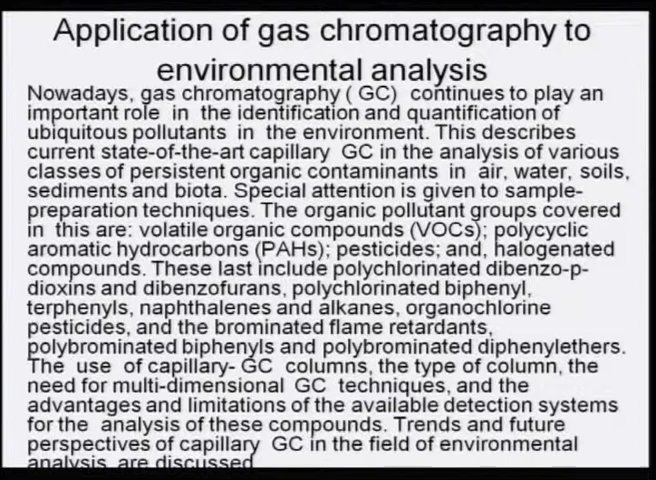 Application of gas chromatography to
environmental analysis
Nowadays, gas chromatography ( GC) continues to play an
important role in the identification and quantification of
ubiquitous pollutants in the environment. This describes
current state-of-the-art capillary GC in the analysis of various
classes of persistent organic contaminants in air, water, soils,
sediments and biota. Special attention is given to sample-
preparation techniques. The organic pollutant groups covered
in this are: volatile organic compounds (VOCs); polycyclic
aromatic hydrocarbons (PAHs); pesticides; and, halogenated
compounds. These last include polychlorinated dibenzo-p-
dioxins and dibenzofurans, polychlorinated biphenyl,
terphenyls, naphthalenes and alkanes, organochlorine
pesticides, and the brominated flame retardants,
polybrominated biphenyls and polybrominated diphenylethers.
The use of capillary- GC columns, the type of column, the
need for multi-dimensional GC techniques, and the
advantages and limitations of the available detection systems
for the analysis of these compounds. Trends and future
perspectives of capillary GC in the field of environmental
analysis are discussed